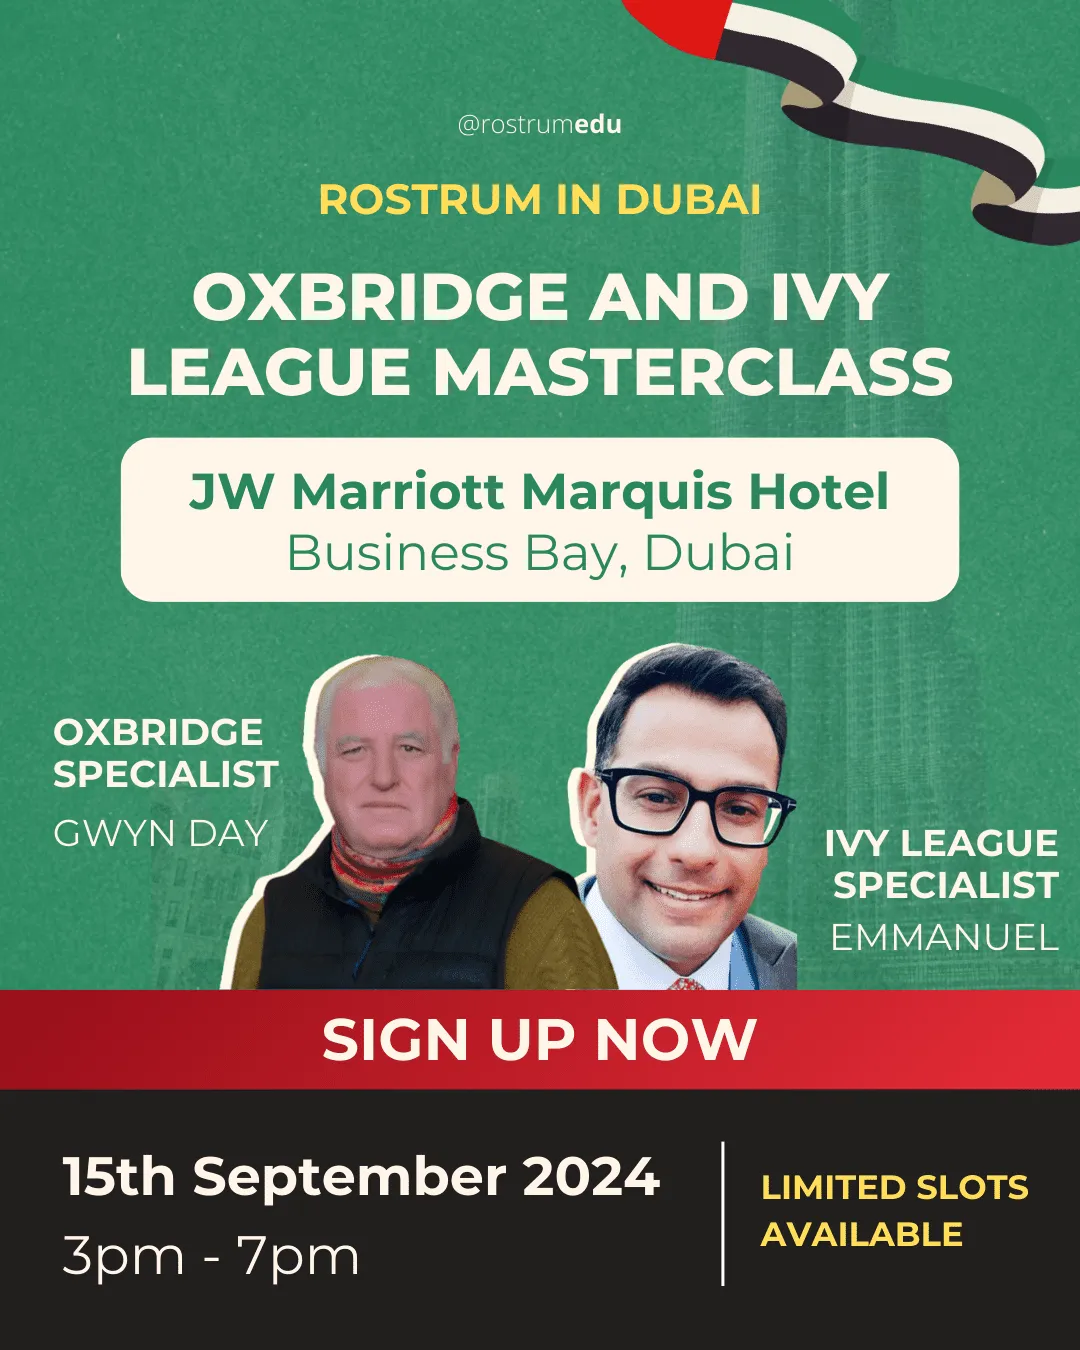 @rostrumedu
ROSTRUM IN DUBAI
OXBRIDGE AND IVY
LEAGUE MASTERCLASS
JW Marriott Marquis Hotel
Business Bay, Dubai
OXBRIDGE
SPECIALIST
GWYN DAY
IVY LEAGUE
SPECIALIST
EMMANUEL
SIGN UP NOW
15th September 2024
3pm - 7pm
LIMITED SLOTS
AVAILABLE